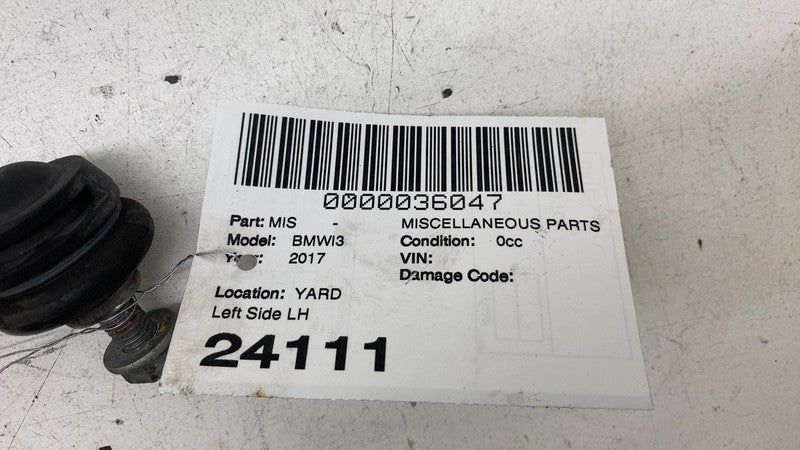 0000036047
Part: MIS - MISCELLANEOUS PARTS
Model: BMWI3 Condition: 0cc
2017 VIN:
Damage Code:
Location: YARD
Left Side LH
24111